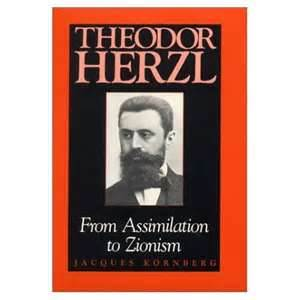 THEODOR
HERZL
From Assimilation
to Zionism
JACQUES KORNBERG